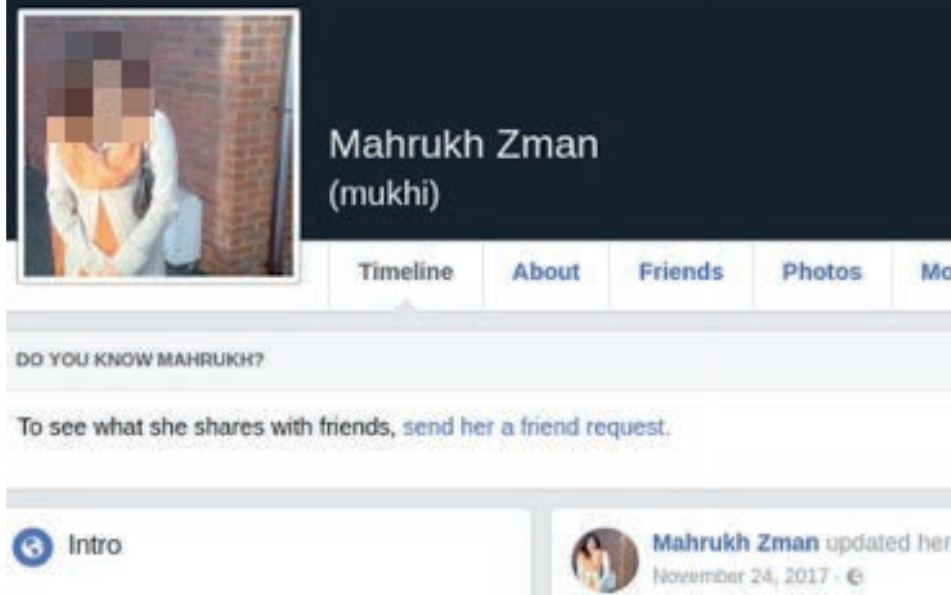 Mahrukh Zman
(mukhi)
Timeline About Friends Photos Mo
DO YOU KNOW MAHRUKH?
To see what she shares with friends, send her a friend request.
Intro
Mahrukh Zman updated her
November 24, 2017 ·